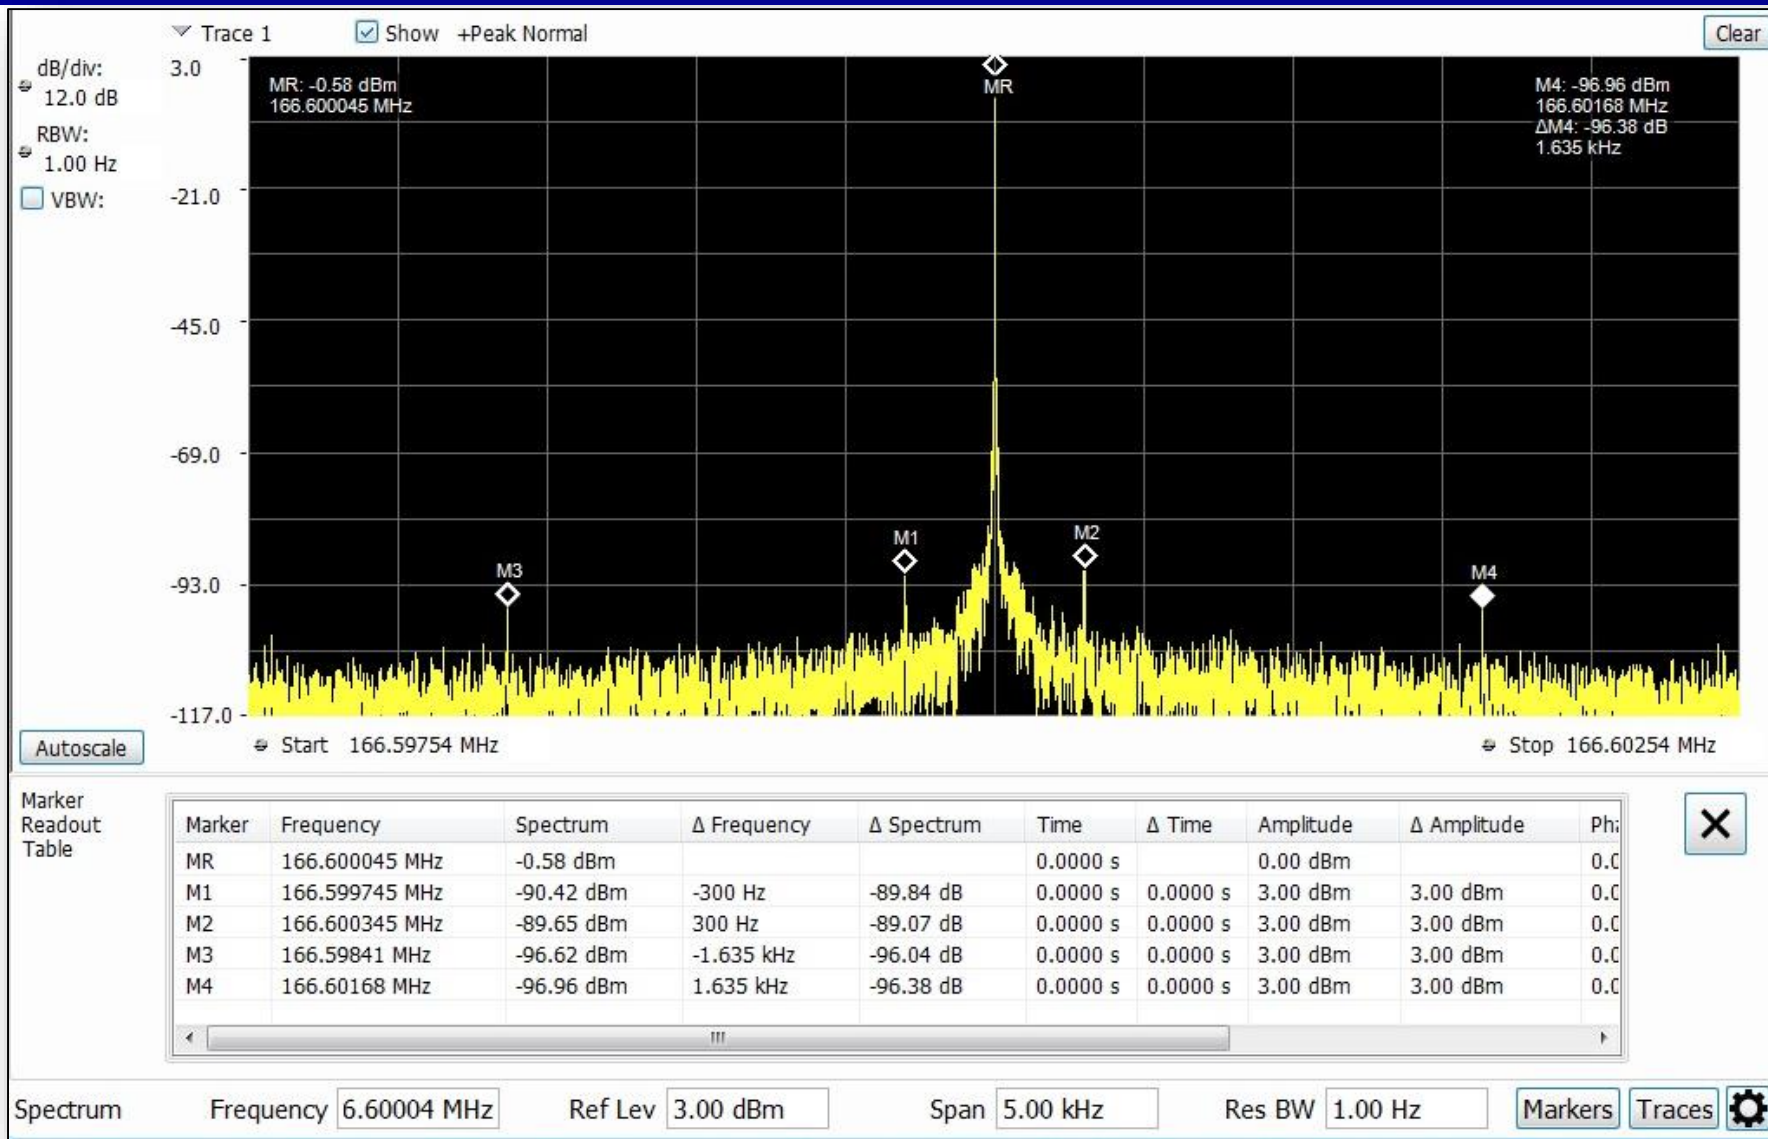 Trace 1 Show +Peak Normal Clear
dB/div:
12.0 dB
RBW:
1.00 Hz
VBW:
3.0
-21.0
-45.0
-69.0
-93.0
-117.0
MR: -0.58 dBm
166.600045 MHz
MR
M4: -96.96 dBm
166.60168 MHz
ΔM4: -96.38 dB
1.635 kHz
M1
M2
M3
M4
Autoscale
Start 166.59754 MHz
Stop 166.60254 MHz
Marker
Readout
Table
Marker Frequency Spectrum Δ Frequency Δ Spectrum Time Δ Time Amplitude Δ Amplitude
MR 166.600045 MHz -0.58 dBm 0.0000 s 0.00 dBm
M1 166.599745 MHz -90.42 dBm -300 Hz -89.84 dB 0.0000 s 0.0000 s 3.00 dBm 3.00 dBm
M2 166.600345 MHz -89.65 dBm 300 Hz -89.07 dB 0.0000 s 0.0000 s 3.00 dBm 3.00 dBm
M3 166.59841 MHz -96.62 dBm -1.635 kHz -96.04 dB 0.0000 s 0.0000 s 3.00 dBm 3.00 dBm
M4 166.60168 MHz -96.96 dBm 1.635 kHz -96.38 dB 0.0000 s 0.0000 s 3.00 dBm 3.00 dBm
Spectrum Frequency 6.60004 MHz Ref Lev 3.00 dBm Span 5.00 kHz Res BW 1.00 Hz Markers Traces